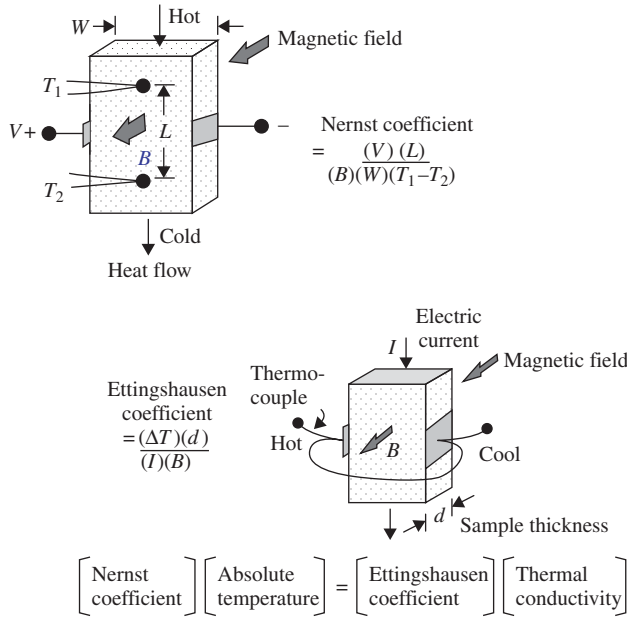 W
Hot
Magnetic field
T1
V+
L
–
B
T2
Cold
Heat flow
Nernst coefficient
= (V) (L)
(B)(W)(T1–T2)
Electric
current
I
Magnetic field
Thermo-
couple
Ettingshausen
coefficient
= (ΔT)(d)
(I)(B)
Hot
B
Cool
d
Sample thickness
[Nernst coefficient] [Absolute temperature] = [Ettingshausen coefficient] [Thermal conductivity]